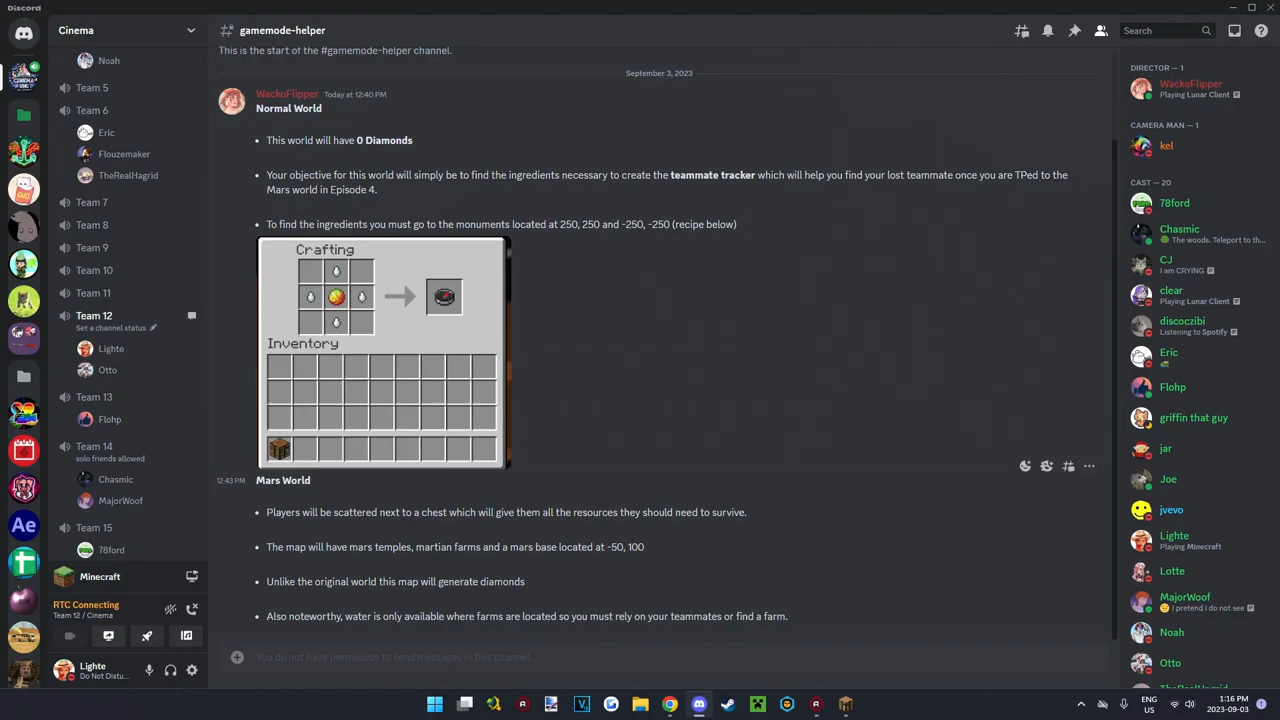 Discord
Cinema
Noah
Team 5
Team 6
Eric
Flouzemaker
TheRealHagrid
Team 7
Team 8
Team 9
Team 10
Team 11
Team 12
Set a channel status
Lighte
Otto
Team 13
Flohp
Team 14
solo friends allowed
Chasmic
MajorWoof
Team 15
78ford
Minecraft
RTC Connecting
Team 12 / Cinema
Lighte
Do Not Distu...
gamemode-helper
Search
This is the start of the #gamemode-helper channel.
September 3, 2023
WackoFlipper Today at 12:40 PM
Normal World
This world will have 0 Diamonds
Your objective for this world will simply be to find the ingredients necessary to create the teammate tracker which will help you find your lost teammate once you are TPed to the
Mars world in Episode 4.
To find the ingredients you must go to the monuments located at 250, 250 and -250, -250 (recipe below)
Crafting
Inventory
12:43 PM Mars World
Players will be scattered next to a chest which will give them all the resources they should need to survive.
The map will have mars temples, martian farms and a mars base located at -50, 100
Unlike the original world this map will generate diamonds
Also noteworthy, water is only available where farms are located so you must rely on your teammates or find a farm.
You do not have permission to send messages in this channel.
DIRECTOR — 1
WackoFlipper
Playing Lunar Client
CAMERA MAN — 1
kel
CAST — 20
78ford
Chasmic
The woods. Teleport to th...
CJ
I am CRYING
clear
Playing Lunar Client
discoczibi
Listening to Spotify
Eric
Flohp
griffin that guy
jar
Joe
jvevo
Lighte
Playing Minecraft
Lotte
MajorWoof
I pretend I do not see
Noah
Otto
TheRealHagrid
Ae
ENG
US
1:16 PM
2023-09-03